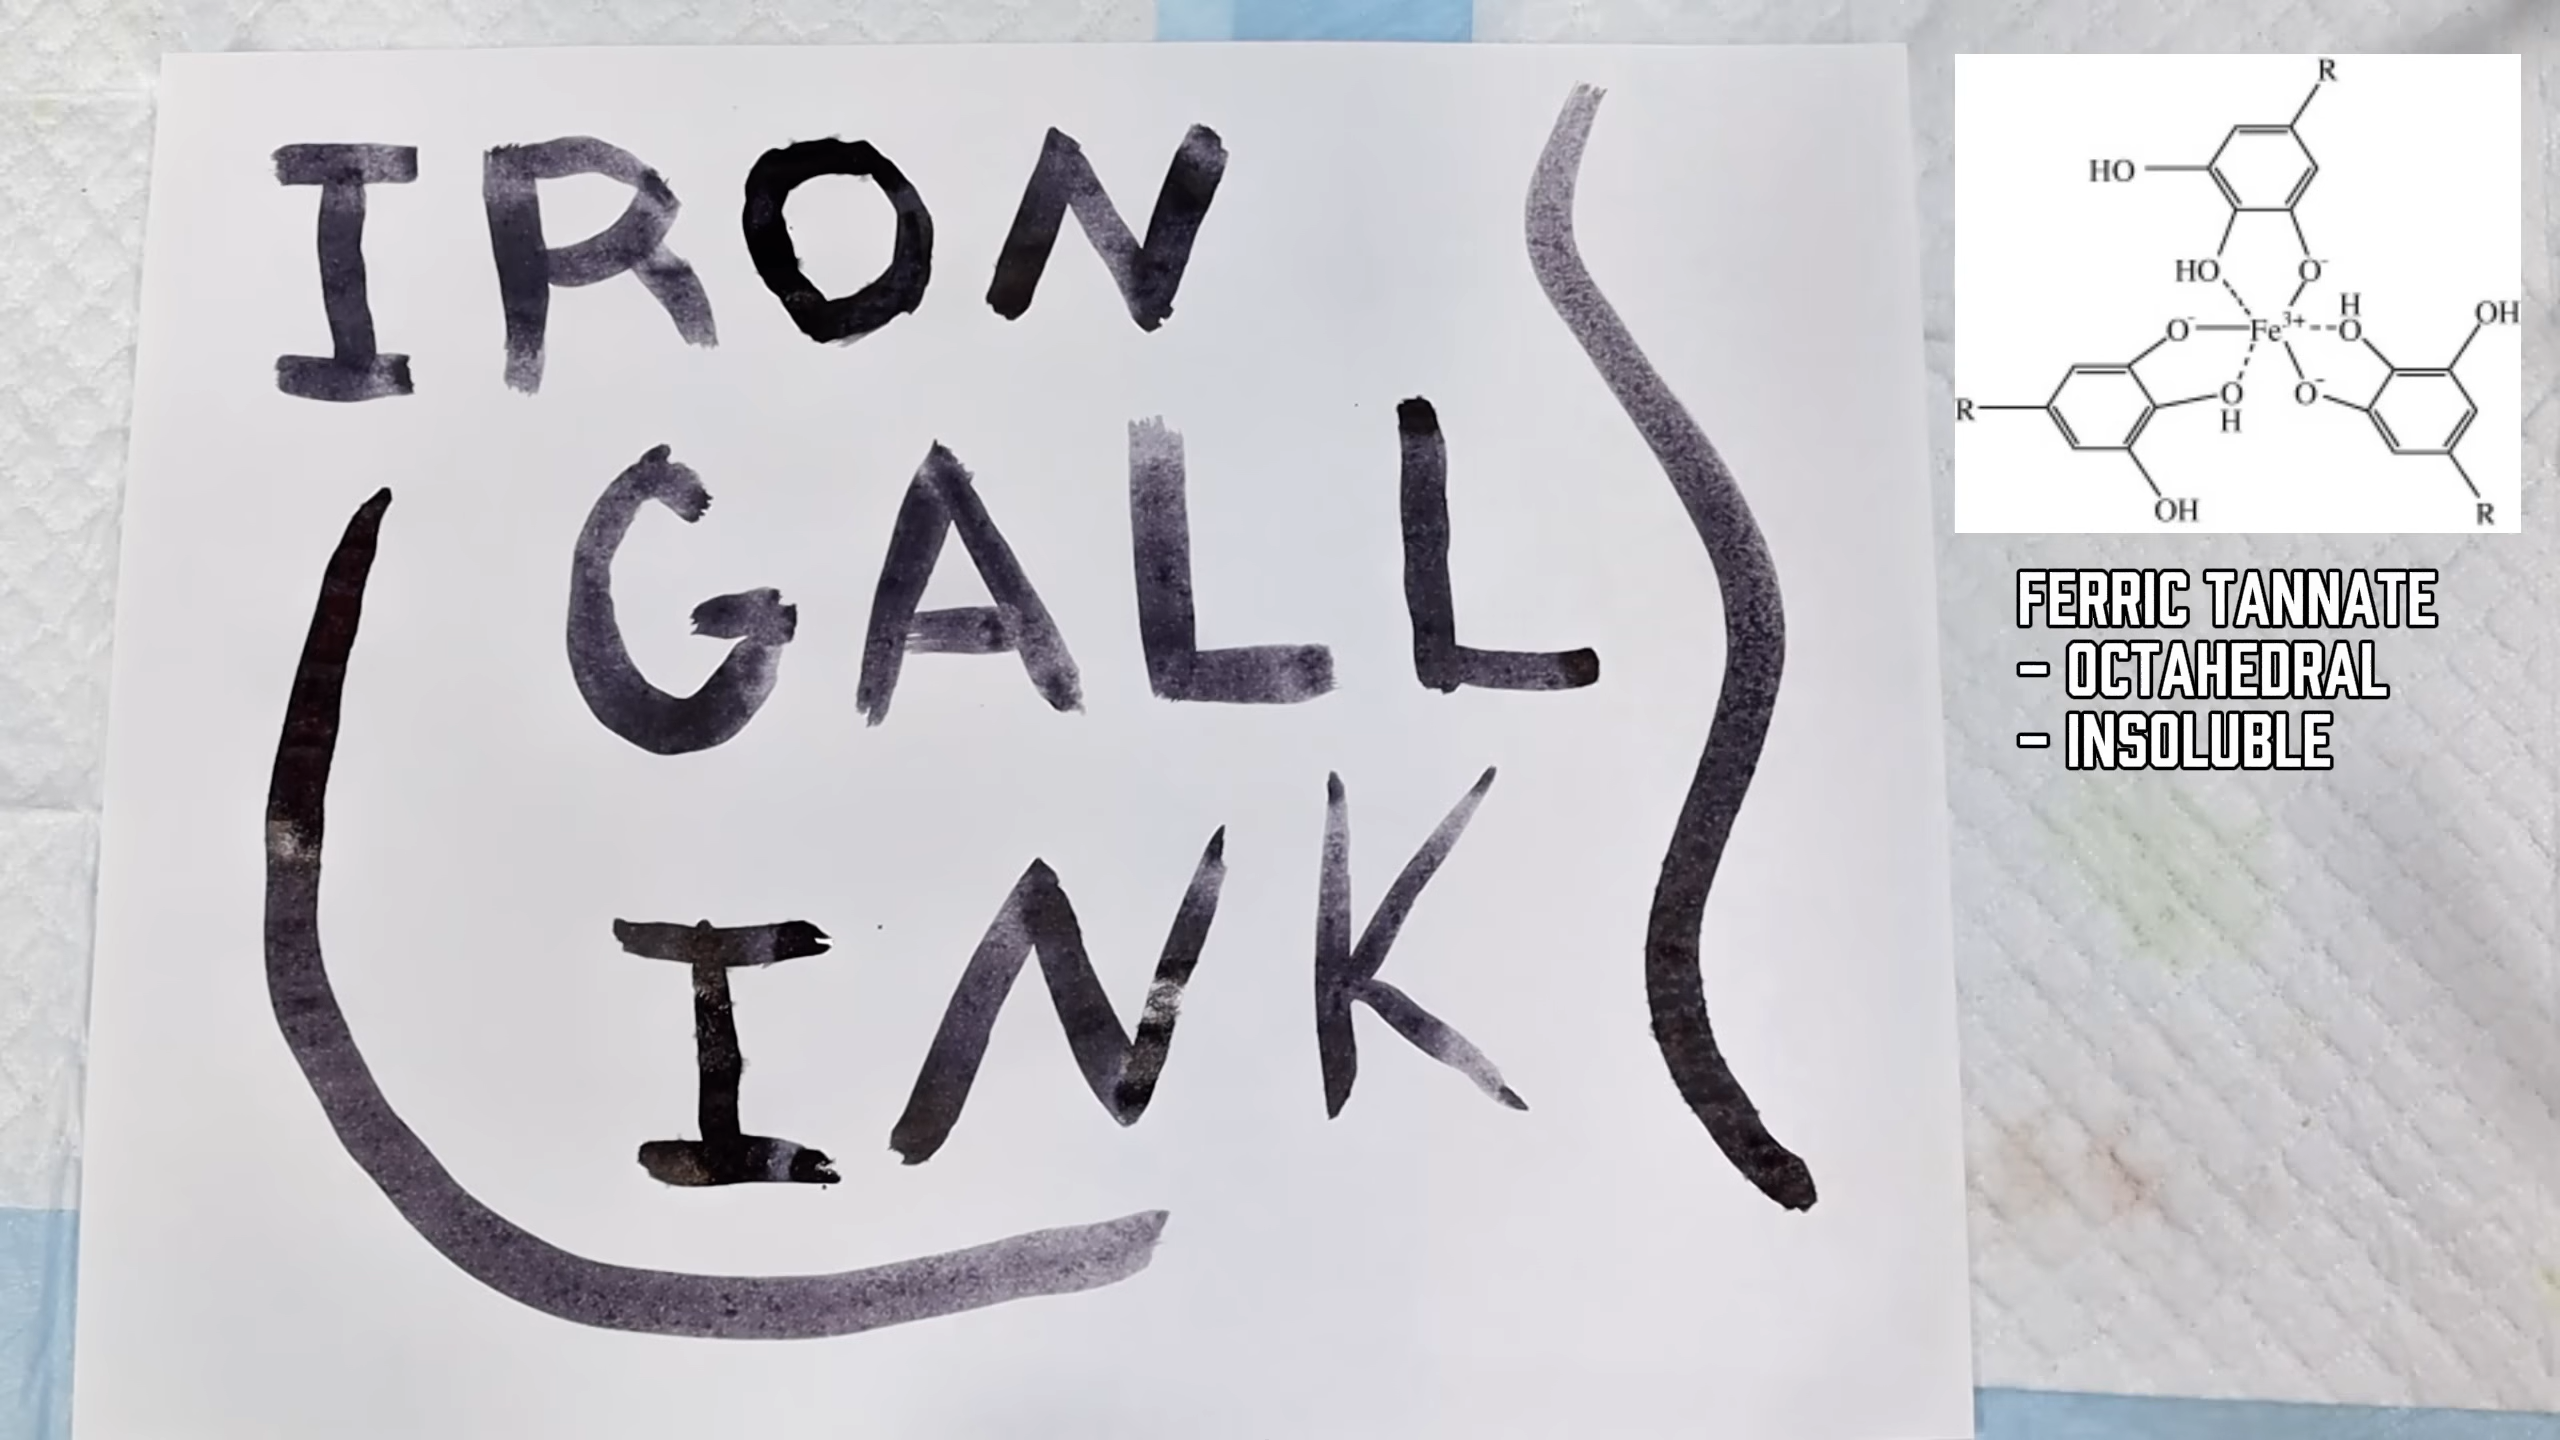 IRON
GALL
INK
R
HO
HO
O-
O-
Fe3+
H
O
OH
R
O
H
O-
OH
R
FERRIC TANNATE
- OCTAHEDRAL
- INSOLUBLE